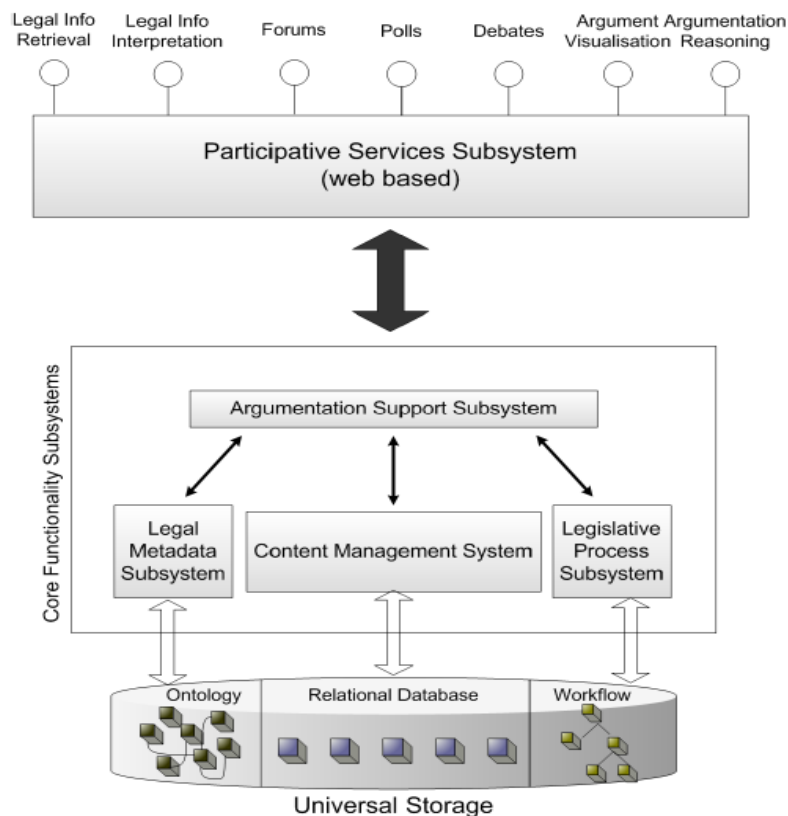 Legal Info
Retrieval
Legal Info
Interpretation
Forums
Polls
Debates
Argument
Visualisation
Argumentation
Reasoning
Participative Services Subsystem
(web based)
Core Functionality Subsystems
Argumentation Support Subsystem
Legal
Metadata
Subsystem
Content Management System
Legislative
Process
Subsystem
Ontology
Relational Database
Workflow
Universal Storage